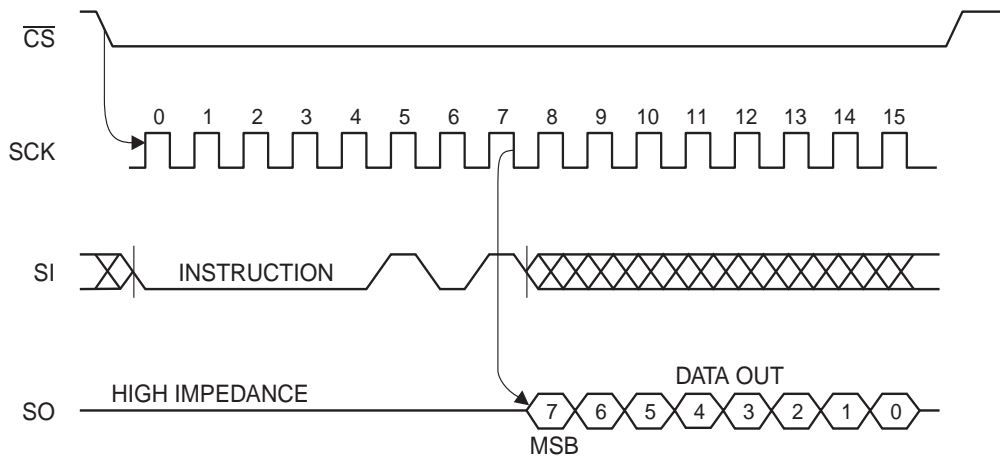 CS
0 1 2 3 4 5 6 7 8 9 10 11 12 13 14 15
SCK
SI INSTRUCTION
HIGH IMPEDANCE DATA OUT
SO 7 6 5 4 3 2 1 0
MSB